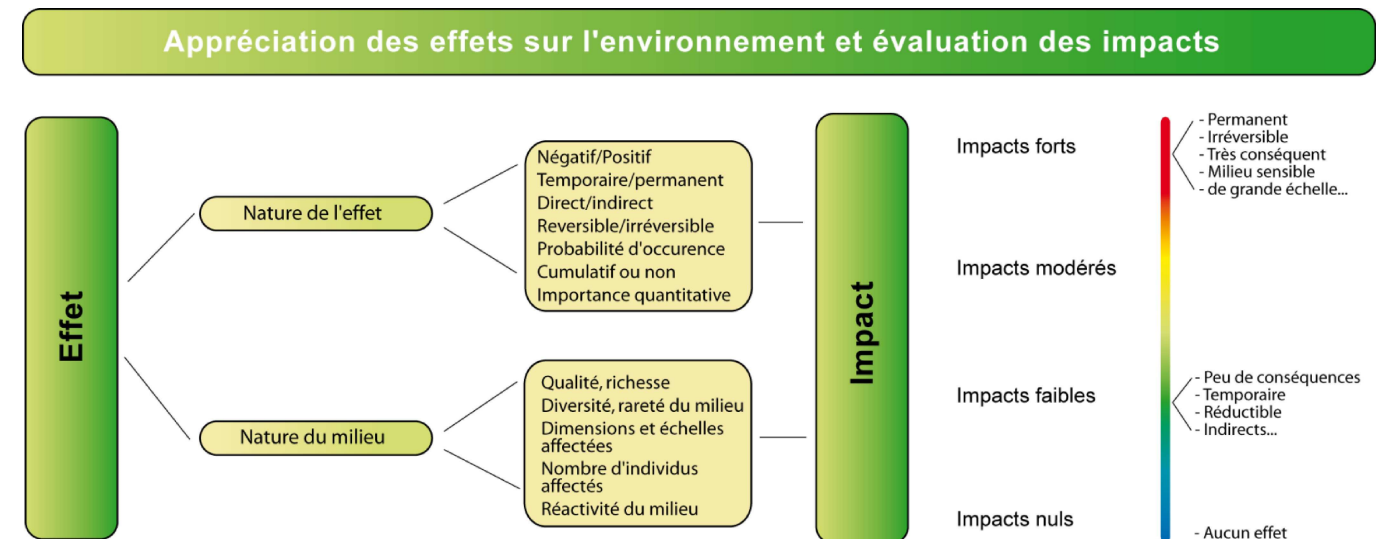 Appréciation des effets sur l'environnement et évaluation des impacts
Effet
Nature de l'effet
Négatif/Positif
Temporaire/permanent
Direct/indirect
Reversible/irréversible
Probabilité d'occurence
Cumulatif ou non
Importance quantitative
Nature du milieu
Qualité, richesse
Diversité, rareté du milieu
Dimensions et échelles
affectées
Nombre d'individus
affectés
Réactivité du milieu
Impact
Impacts forts
- Permanent
- Irréversible
- Très conséquent
- Milieu sensible
- de grande échelle...
Impacts modérés
Impacts faibles
- Peu de conséquences
- Temporaire
- Réductible
- Indirects...
Impacts nuls
- Aucun effet